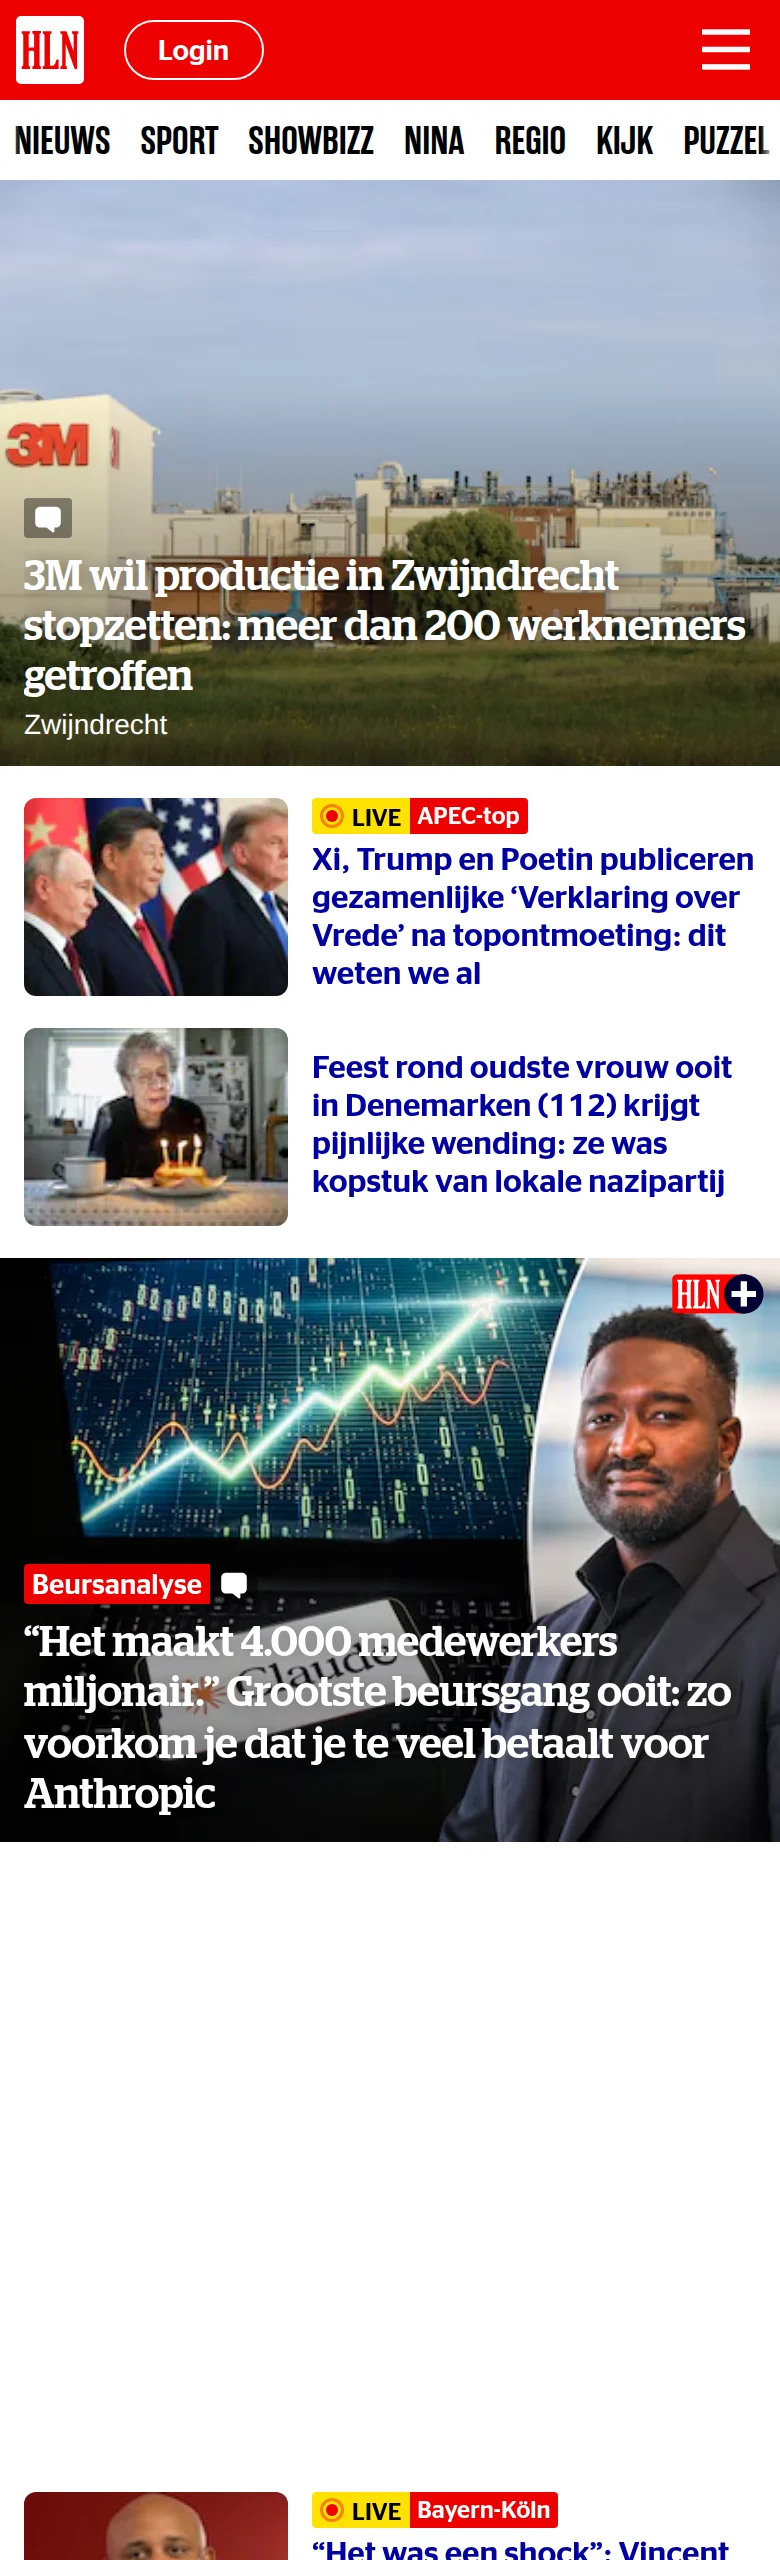 HLN
Login
NIEUWS SPORT SHOWBIZZ NINA REGIO KIJK PUZZEL
3M
3M wil productie in Zwijndrecht
stopzetten: meer dan 200 werknemers
getroffen
Zwijndrecht
LIVE APEC-top
Xi, Trump en Poetin publiceren
gezamenlijke ‘Verklaring over
Vrede’ na topontmoeting: dit
weten we al
Feest rond oudste vrouw ooit
in Denemarken (112) krijgt
pijnlijke wending: ze was
kopstuk van lokale nazipartij
HLN+
Beursanalyse
“Het maakt 4.000 medewerkers
miljonair.” Grootste beursgang ooit: zo
voorkom je dat je te veel betaalt voor
Anthropic
Claude
LIVE Bayern-Köln
“Het was een shock”: Vincent